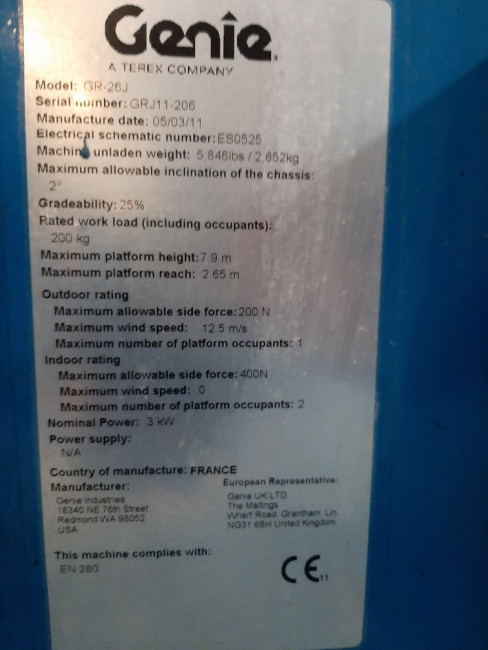 Genie
A TEREX COMPANY
Model: GR-26J
Serial number: GRJ11-206
Manufacture date: 05/03/11
Electrical schematic number: ES0525
Machine unladen weight: 5,846lbs / 2,652kg
Maximum allowable inclination of the chassis:
2°
Gradeability: 25%
Rated work load (including occupants):
200 kg
Maximum platform height: 7.9 m
Maximum platform reach: 2.65 m
Outdoor rating
Maximum allowable side force: 200 N
Maximum wind speed: 12.5 m/s
Maximum number of platform occupants: 1
Indoor rating
Maximum allowable side force: 400N
Maximum wind speed: 0
Maximum number of platform occupants: 2
Nominal Power: 3 kW
Power supply:
N/A
Country of manufacture: FRANCE
Manufacturer:
Genie Industries
18340 NE 76th Street
Redmond WA 98052
USA
European Representative:
Genie UK LTD
The Maltings
Wharf Road, Grantham, Lin
NG31 6BH United Kingdom
This machine complies with:
EN 280
CE 11